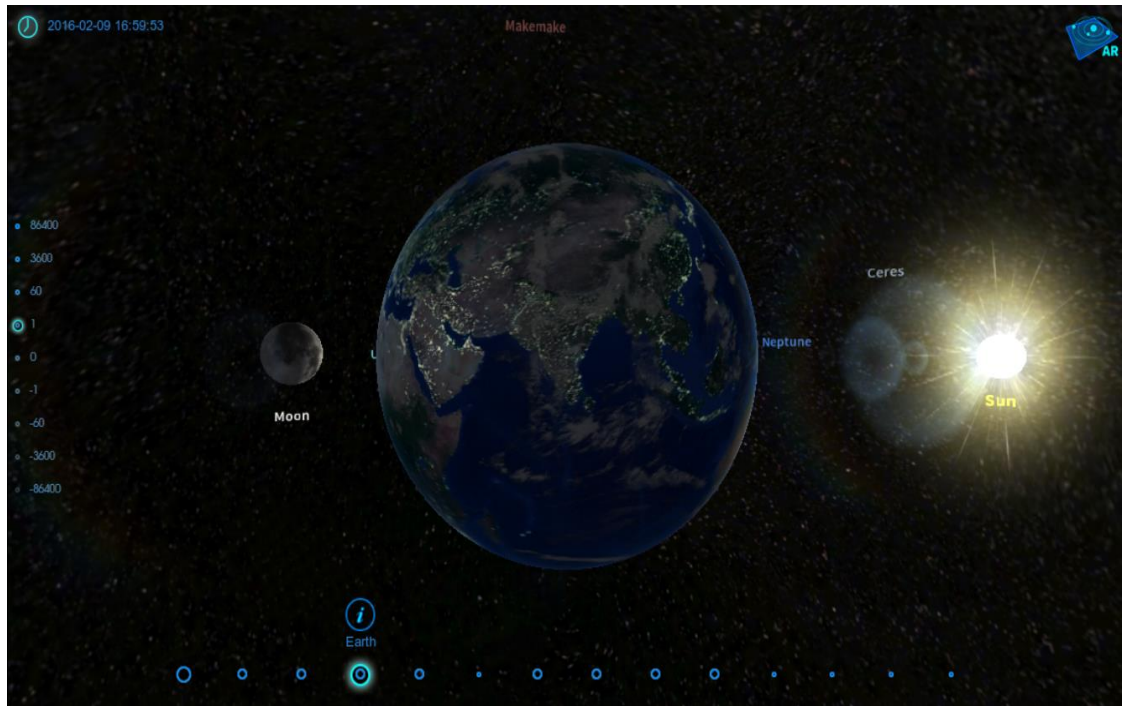 2016-02-09 16:59:53
Makemake
AR
86400
3600
60
1
0
-1
-60
-3600
-86400
Ceres
Neptune
U
Sun
Moon
i
Earth